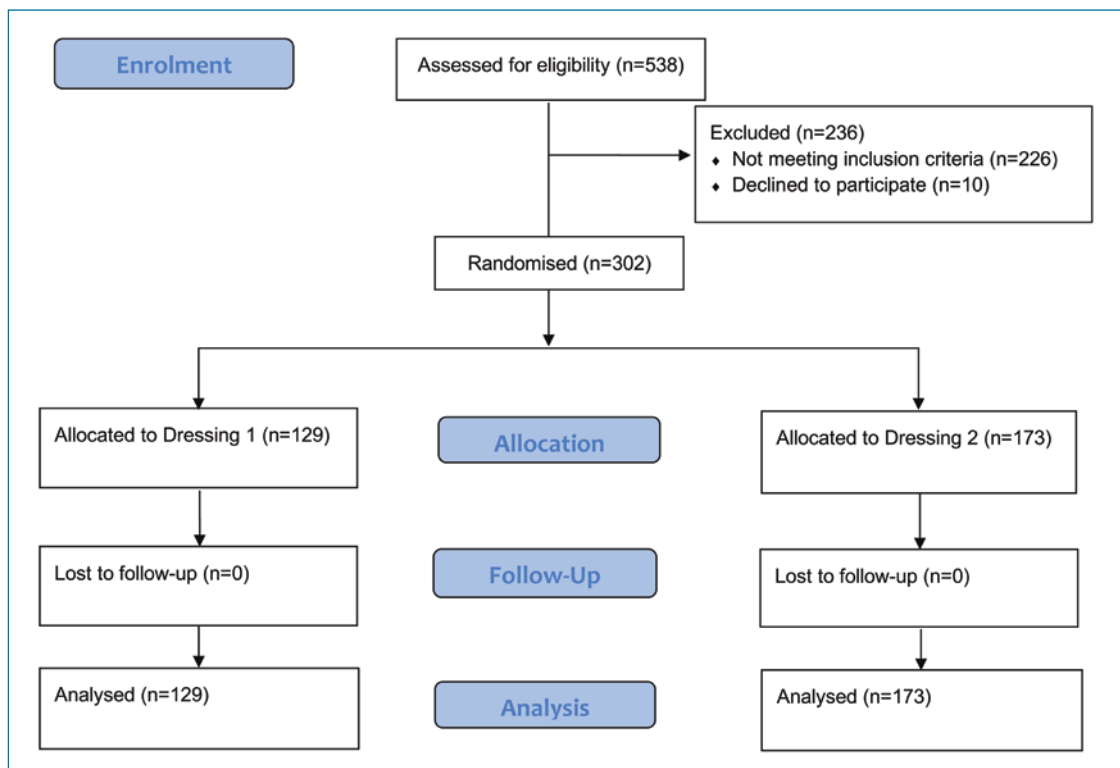 Enrolment
Assessed for eligibility (n=538)
Excluded (n=236)
♦ Not meeting inclusion criteria (n=226)
♦ Declined to participate (n=10)
Randomised (n=302)
Allocated to Dressing 1 (n=129)
Allocation
Allocated to Dressing 2 (n=173)
Lost to follow-up (n=0)
Follow-Up
Lost to follow-up (n=0)
Analysed (n=129)
Analysis
Analysed (n=173)